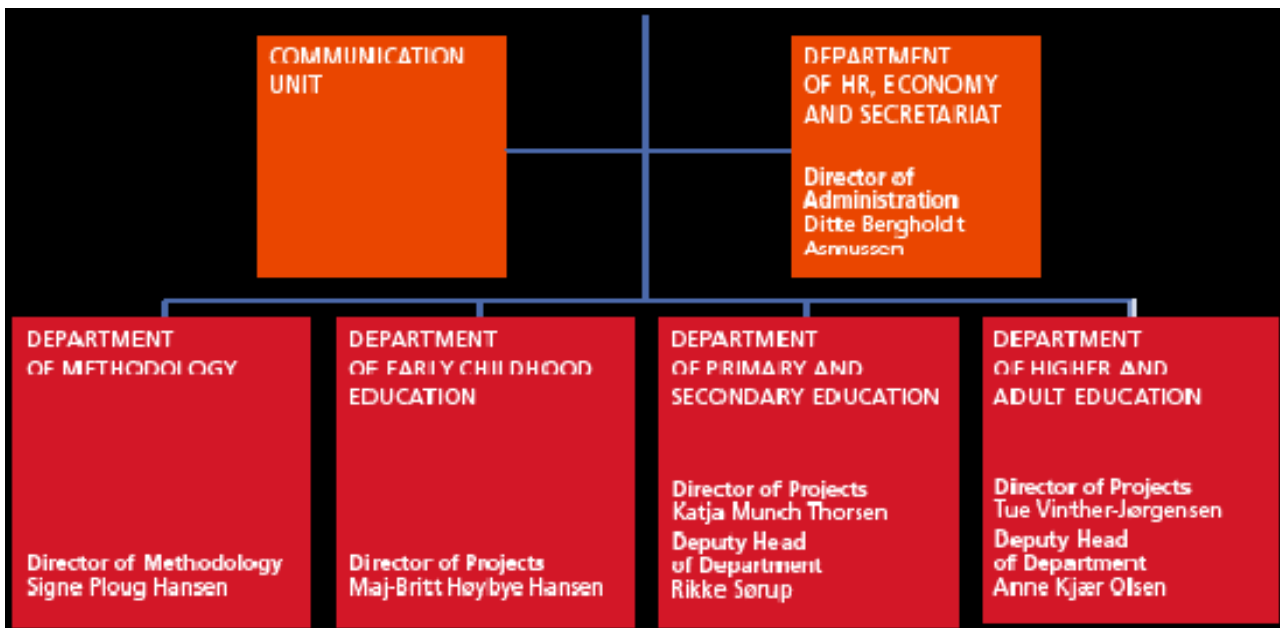 COMMUNICATION
UNIT
DEPARTMENT
OF HR, ECONOMY
AND SECRETARIAT
Director of
Administration
Ditte Bergholdt
Asmussen
DEPARTMENT
OF METHODOLOGY
Director of Methodology
Signe Ploug Hansen
DEPARTMENT
OF EARLY CHILDHOOD
EDUCATION
Director of Projects
Maj-Britt Høylbye Hansen
DEPARTMENT
OF PRIMARY AND
SECONDARY EDUCATION
Director of Projects
Katja Munch Thorsen
Deputy Head
of Department
Rikke Sørup
DEPARTMENT
OF HIGHER AND
ADULT EDUCATION
Director of Projects
Tue Vinther-Jørgensen
Deputy Head
of Department
Anne Kjær Olsen